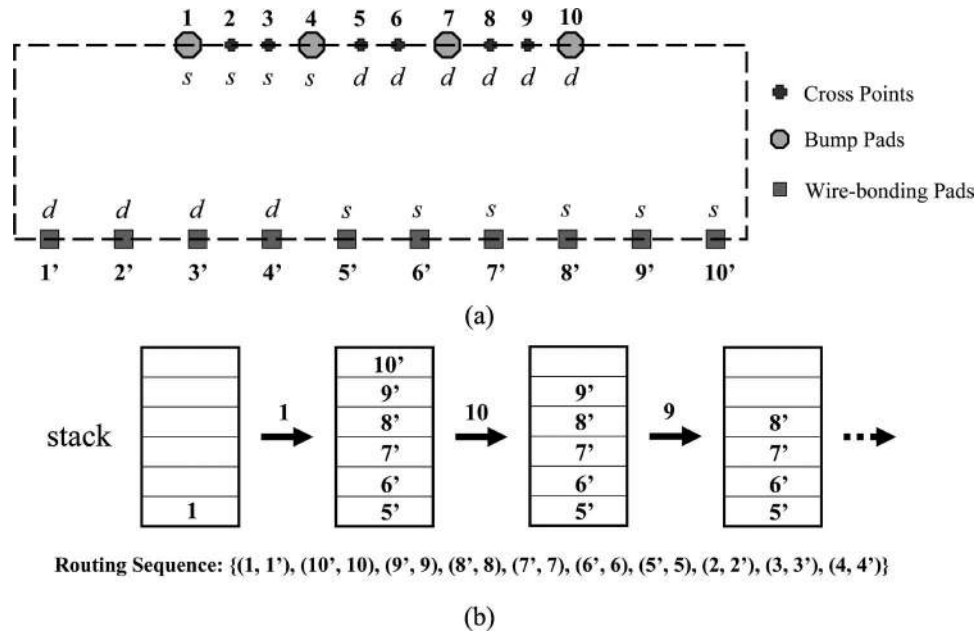 1 2 3 4 5 6 7 8 9 10
s s s s d d d d d d
Cross Points
Bump Pads
Wire-bonding Pads
d d d d s s s s s s
1’ 2’ 3’ 4’ 5’ 6’ 7’ 8’ 9’ 10’
(a)
stack
1
1
10’
9’
8’
7’
6’
5’
10
9’
8’
7’
6’
5’
9
8’
7’
6’
5’
Routing Sequence: {(1, 1’), (10’, 10), (9’, 9), (8’, 8), (7’, 7), (6’, 6), (5’, 5), (2, 2’), (3, 3’), (4, 4’)}
(b)